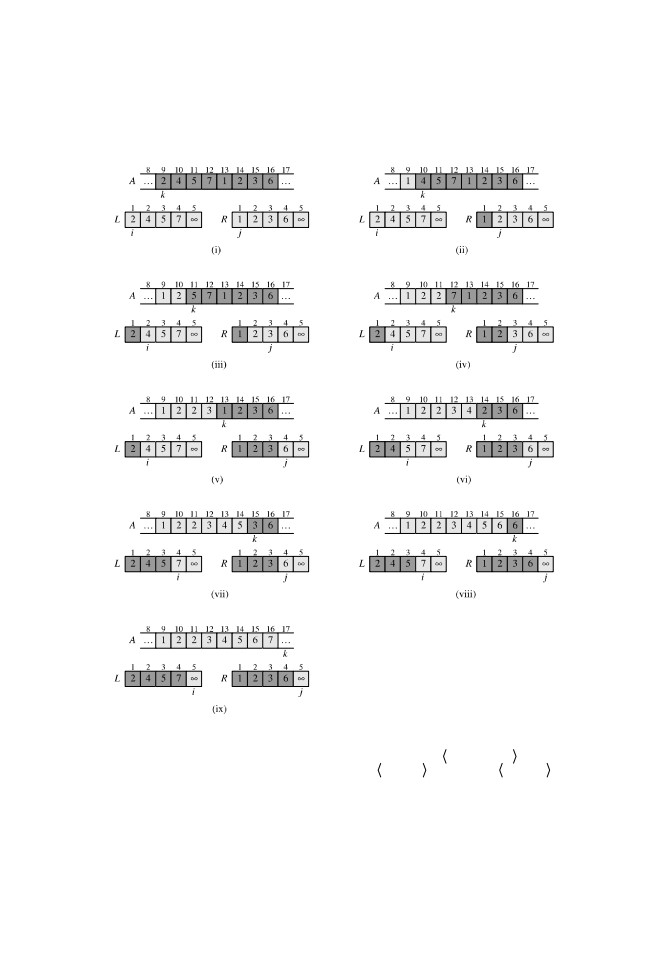 8 9 10 11 12 13 14 15 16 17
A … 2 4 5 7 1 2 3 6 …
k
1 2 3 4 5 1 2 3 4 5
L 2 4 5 7 ∞ R 1 2 3 6 ∞
i j
(i)
8 9 10 11 12 13 14 15 16 17
A … 1 4 5 7 1 2 3 6 …
k
1 2 3 4 5 1 2 3 4 5
L 2 4 5 7 ∞ R 1 2 3 6 ∞
i j
(ii)
8 9 10 11 12 13 14 15 16 17
A … 1 2 5 7 1 2 3 6 …
k
1 2 3 4 5 1 2 3 4 5
L 2 4 5 7 ∞ R 1 2 3 6 ∞
i j
(iii)
8 9 10 11 12 13 14 15 16 17
A … 1 2 2 7 1 2 3 6 …
k
1 2 3 4 5 1 2 3 4 5
L 2 4 5 7 ∞ R 1 2 3 6 ∞
i j
(iv)
8 9 10 11 12 13 14 15 16 17
A … 1 2 2 3 1 2 3 6 …
k
1 2 3 4 5 1 2 3 4 5
L 2 4 5 7 ∞ R 1 2 3 6 ∞
i j
(v)
8 9 10 11 12 13 14 15 16 17
A … 1 2 2 3 4 2 3 6 …
k
1 2 3 4 5 1 2 3 4 5
L 2 4 5 7 ∞ R 1 2 3 6 ∞
i j
(vi)
8 9 10 11 12 13 14 15 16 17
A … 1 2 2 3 4 5 3 6 …
k
1 2 3 4 5 1 2 3 4 5
L 2 4 5 7 ∞ R 1 2 3 6 ∞
i j
(vii)
8 9 10 11 12 13 14 15 16 17
A … 1 2 2 3 4 5 6 6 …
k
1 2 3 4 5 1 2 3 4 5
L 2 4 5 7 ∞ R 1 2 3 6 ∞
i j
(viii)
8 9 10 11 12 13 14 15 16 17
A … 1 2 2 3 4 5 6 7 …
k
1 2 3 4 5 1 2 3 4 5
L 2 4 5 7 ∞ R 1 2 3 6 ∞
i j
(ix)
⟨ ⟩
⟨ ⟩ ⟨ ⟩